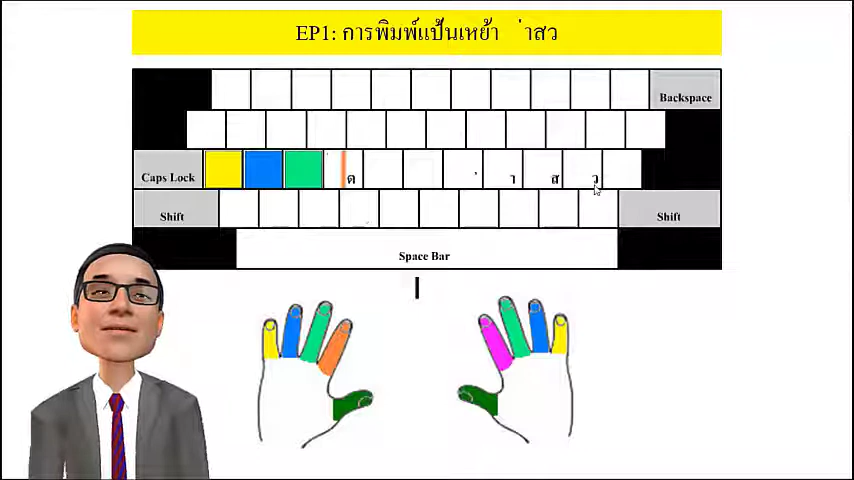 EP1: การพิมพ์แป้นเหย้า ่าสว
Backspace
Caps Lock ด ่ า ส ว
Shift Shift
Space Bar